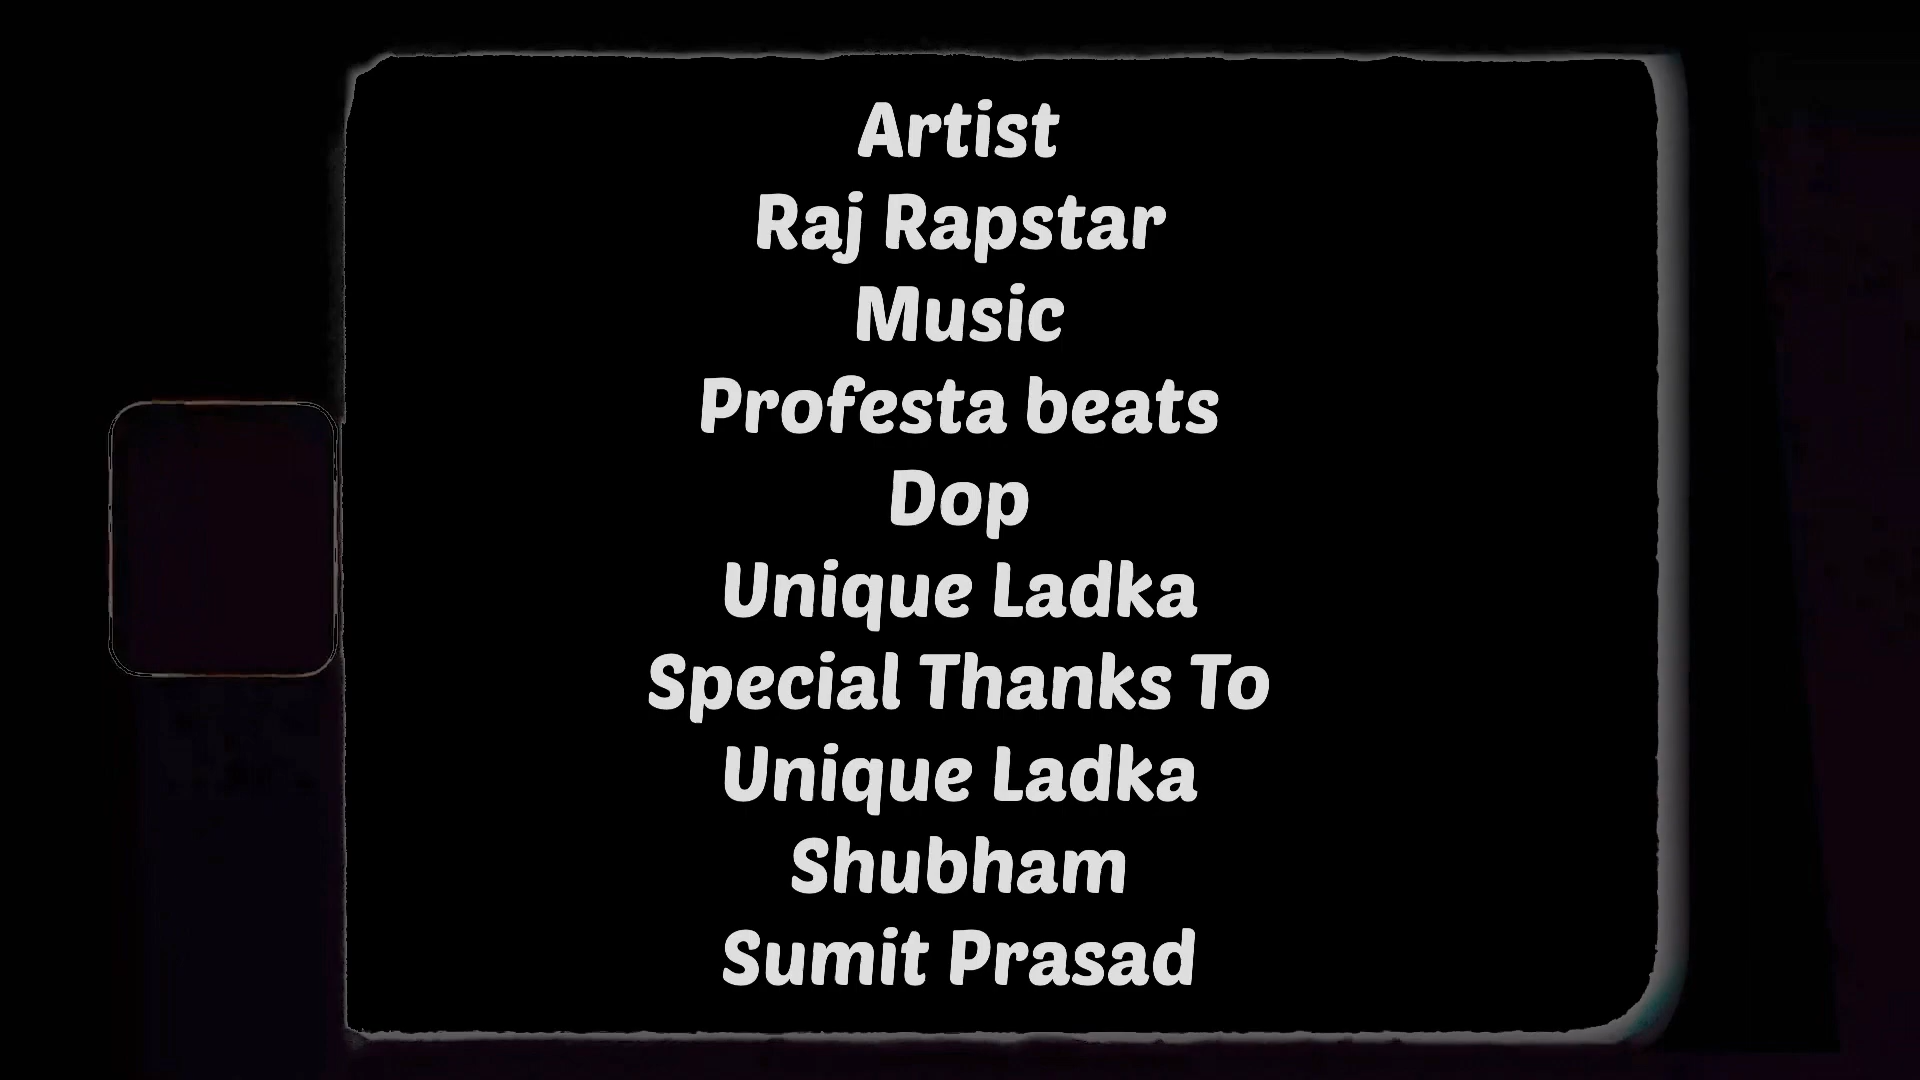 Artist
Raj Rapstar
Music
Profesta beats
Dop
Unique Ladka
Special Thanks To
Unique Ladka
Shubham
Sumit Prasad